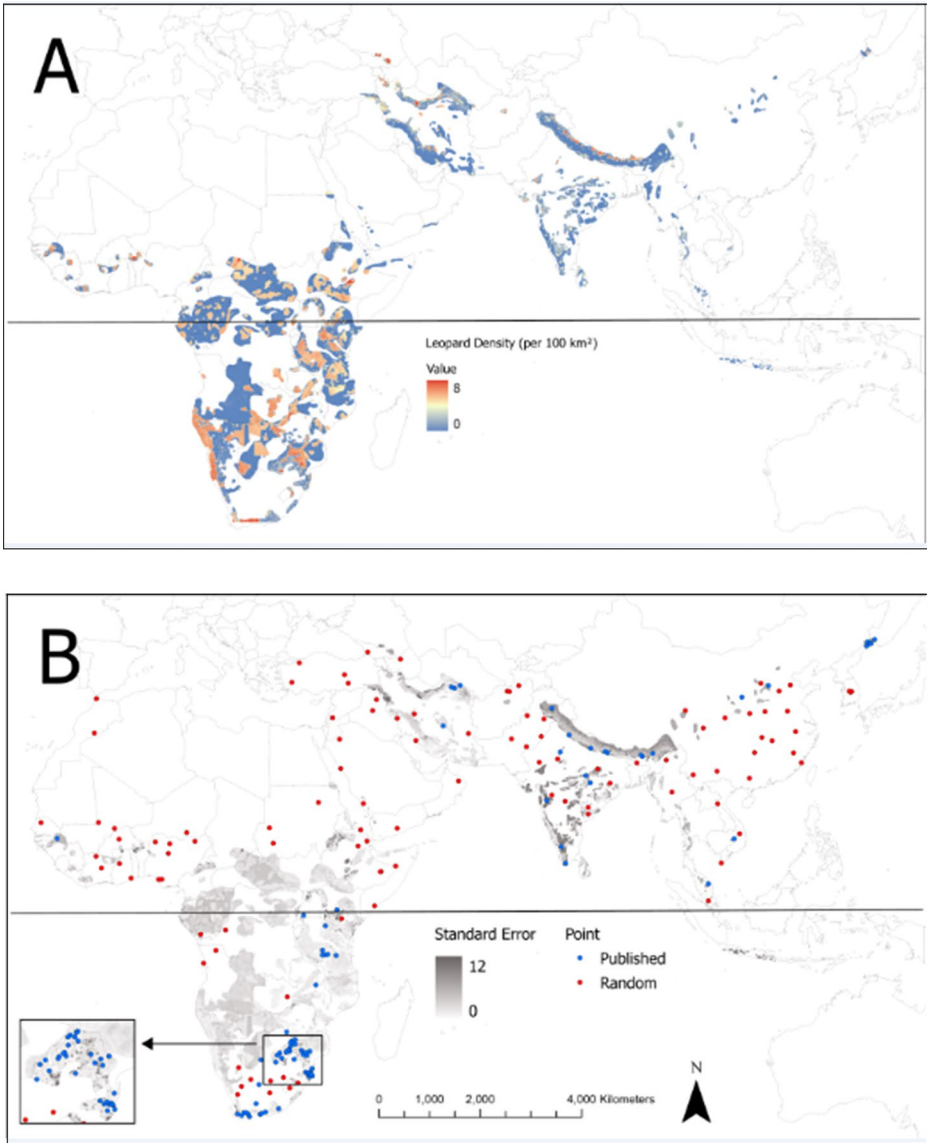 A
Leopard Density (per 100 km²)
Value
8
0
B
Standard Error
12
0
Point
Published
Random
N
0 1,000 2,000 4,000 Kilometers